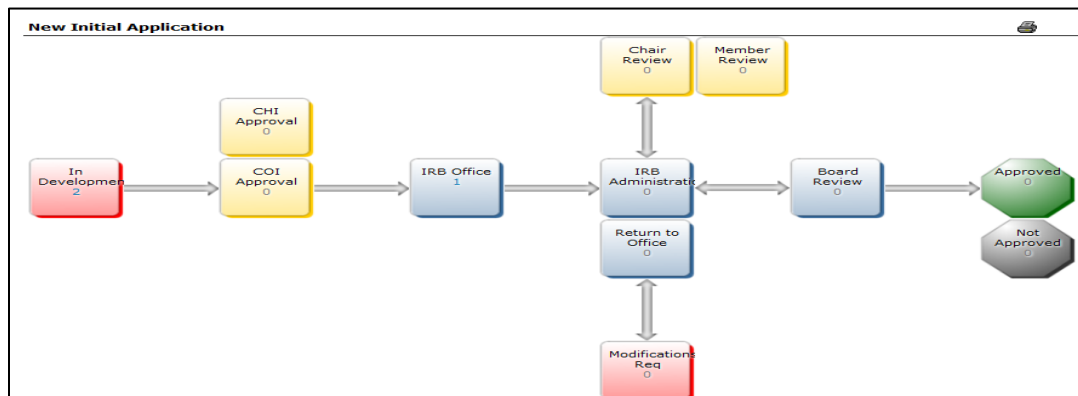 New Initial Application
Chair
Review
0
Member
Review
0
CHI
Approval
0
In
Developmen
2
COI
Approval
0
IRB Office
1
IRB
Administratio
0
Board
Review
0
Approved
0
Return to
Office
0
Not
Approved
0
Modifications
Req
0